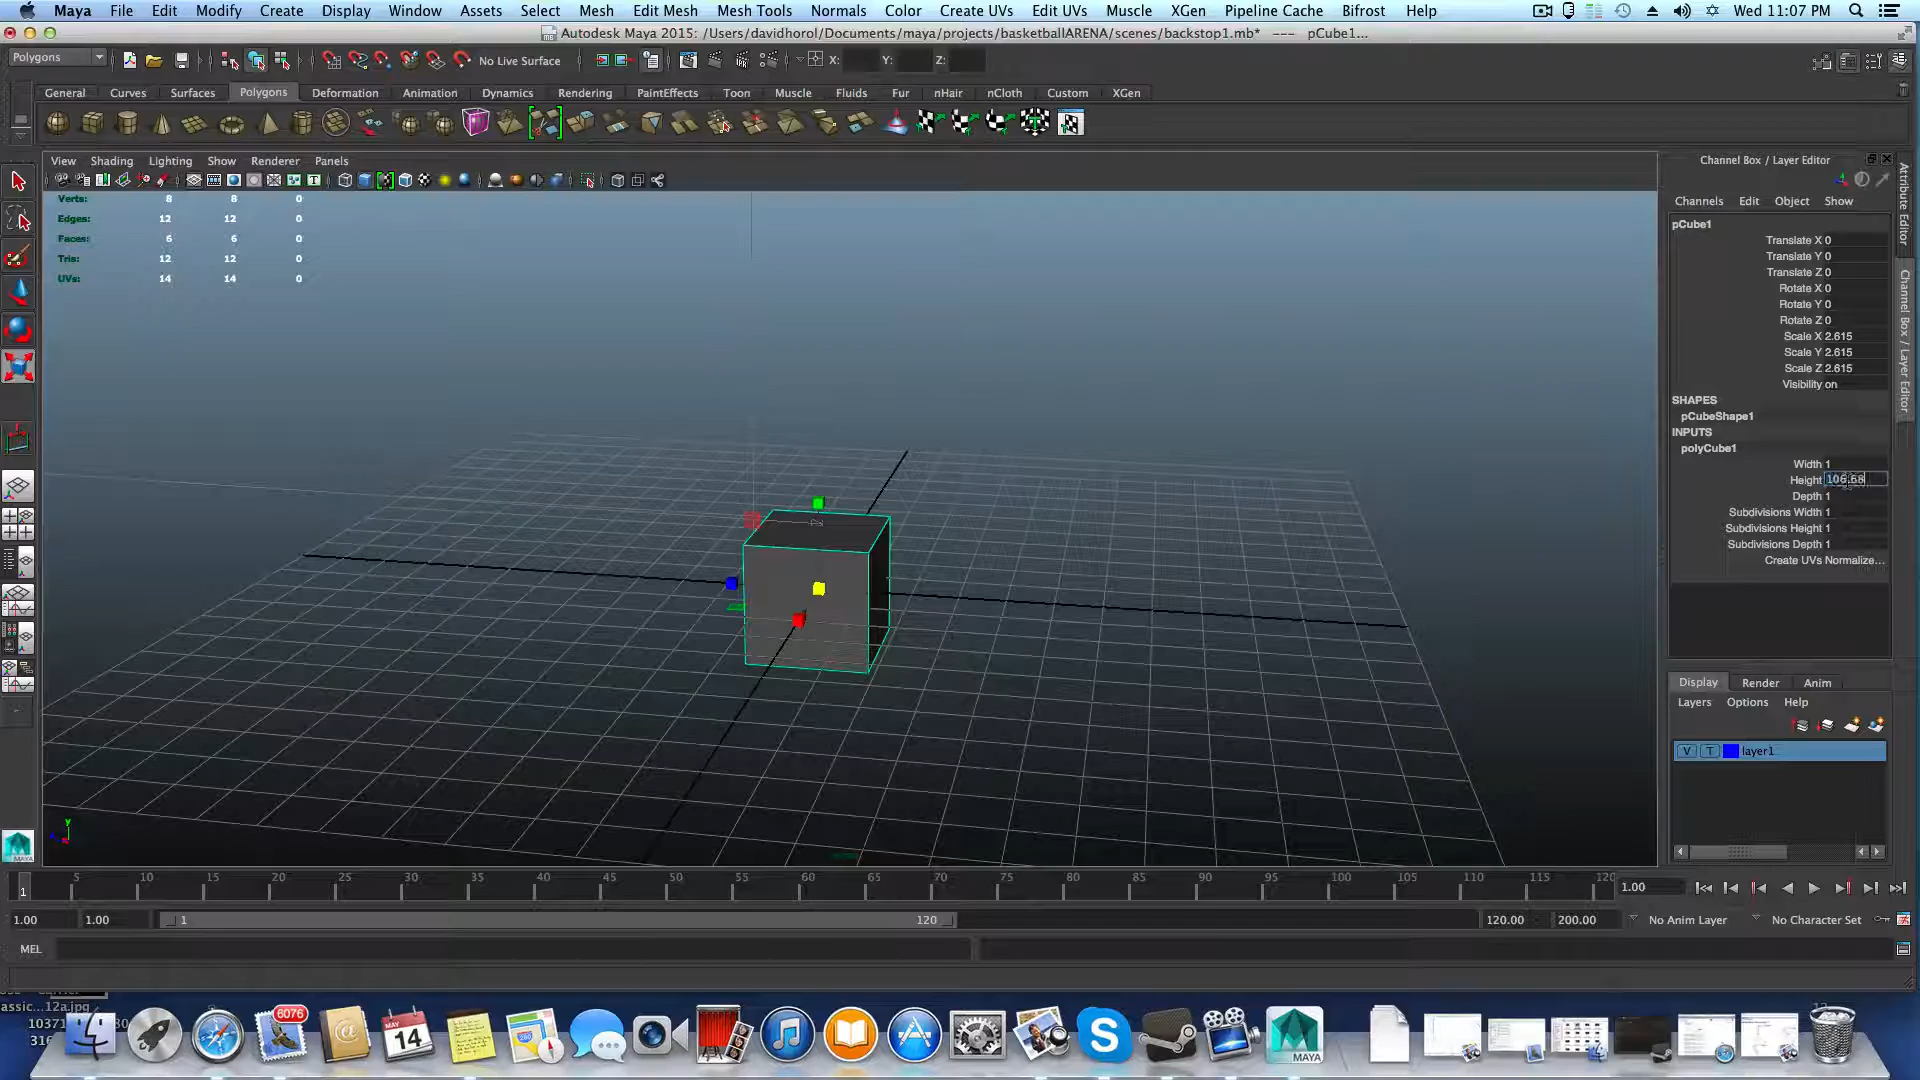 Maya File Edit Modify Create Display Window Assets Select Mesh Edit Mesh Mesh Tools Normals Color Create UVs Edit UVs Muscle XGen Pipeline Cache Bifrost Help Wed 11:07 PM
Autodesk Maya 2015: /Users/davidhorol/Documents/maya/projects/basketballARENA/scenes/backstop1.mb* --- pCube1...
Polygons No Live Surface X: Y: Z:
General Curves Surfaces Polygons Deformation Animation Dynamics Rendering PaintEffects Toon Muscle Fluids Fur nHair nCloth Custom XGen
View Shading Lighting Show Renderer Panels
Verts: 8 8 0
Edges: 12 12 0
Faces: 6 6 0
Tris: 12 12 0
UVs: 14 14 0
y
Channel Box / Layer Editor
Channels Edit Object Show
pCube1
Translate X 0
Translate Y 0
Translate Z 0
Rotate X 0
Rotate Y 0
Rotate Z 0
Scale X 2.615
Scale Y 2.615
Scale Z 2.615
Visibility on
SHAPES
pCubeShape1
INPUTS
polyCube1
Width 1
Height 106.68
Depth 1
Subdivisions Width 1
Subdivisions Height 1
Subdivisions Depth 1
Create UVs Normalize...
Attribute Editor
Channel Box / Layer Editor
Display Render Anim
Layers Options Help
V T layer1
1 5 10 15 20 25 30 35 40 45 50 55 60 65 70 75 80 85 90 95 100 105 110 115 120 1.00
1.00 1.00 1 120 120.00 200.00 No Anim Layer No Character Set
MEL
assic...12a.jpg
10371
316
80
6076
MAY
14
MAYA